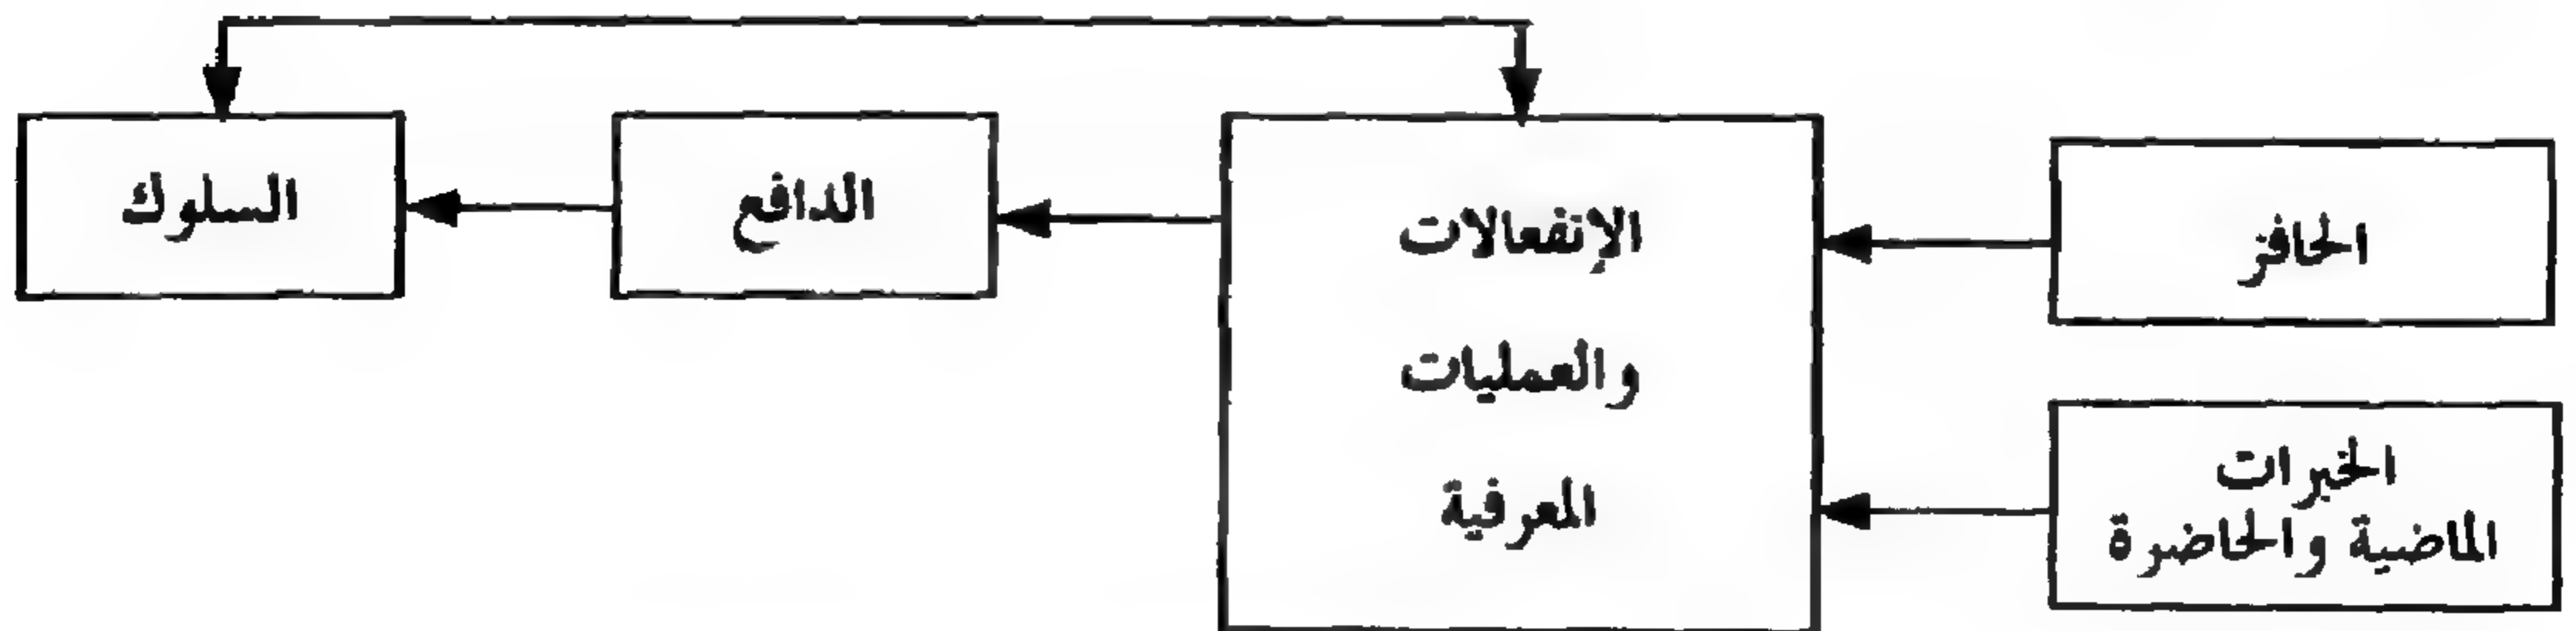 الحافز
الخبرات
الماضية والحاضرة
الإنفعالات
والعمليات
المعرفية
الدافع
السلوك